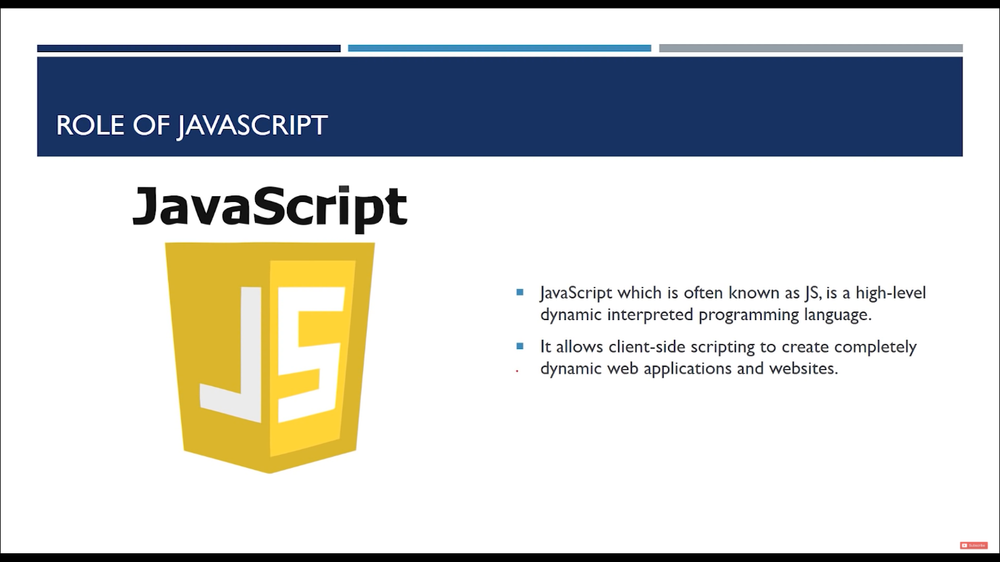 ROLE OF JAVASCRIPT
JavaScript
JS
JavaScript which is often known as JS, is a high-level
dynamic interpreted programming language.
It allows client-side scripting to create completely
dynamic web applications and websites.
Subscribe